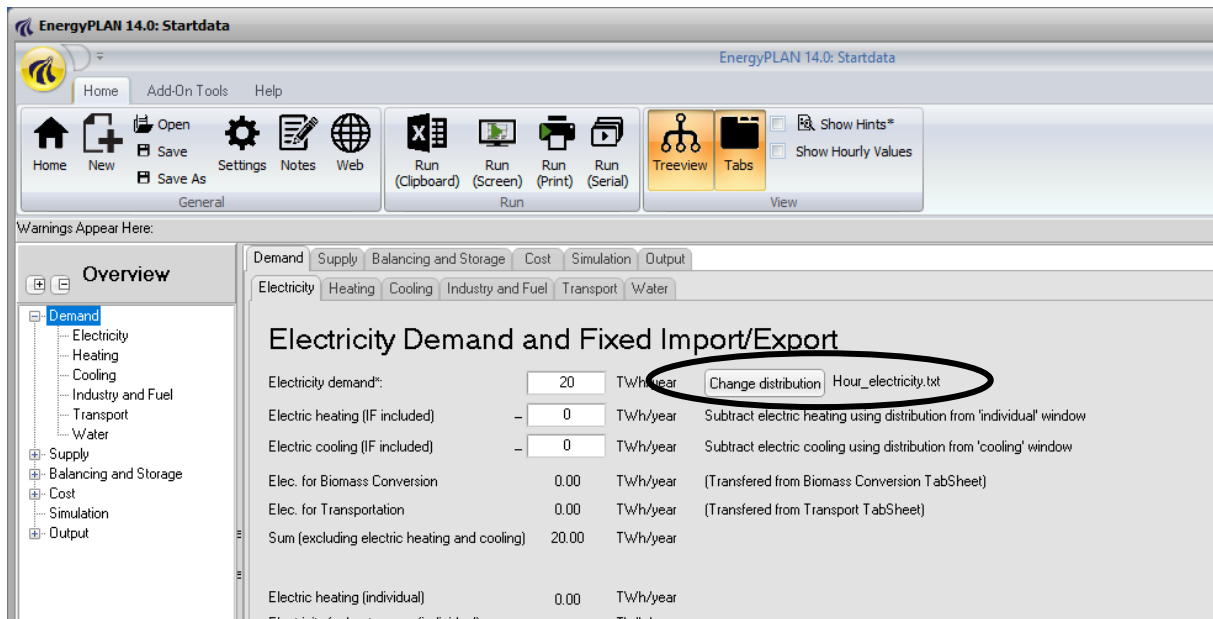 EnergyPLAN 14.0: Startdata
EnergyPLAN 14.0: Startdata
Home Add-On Tools Help
Home
New
Open
Save
Save As
Settings
Notes
Web
General
Run (Clipboard)
Run (Screen)
Run (Print)
Run (Serial)
Run
Treeview
Tabs
Show Hints*
Show Hourly Values
View
Warnings Appear Here:
Overview
Demand
Electricity
Heating
Cooling
Industry and Fuel
Transport
Water
Supply
Balancing and Storage
Cost
Simulation
Output
Demand Supply Balancing and Storage Cost Simulation Output
Electricity Heating Cooling Industry and Fuel Transport Water
Electricity Demand and Fixed Import/Export
Electricity demand*: 20 TWh/year Change distribution Hour_electricity.txt
Electric heating (IF included) – 0 TWh/year Subtract electric heating using distribution from 'individual' window
Electric cooling (IF included) – 0 TWh/year Subtract electric cooling using distribution from 'cooling' window
Elec. for Biomass Conversion 0.00 TWh/year (Transfered from Biomass Conversion TabSheet)
Elec. for Transportation 0.00 TWh/year (Transfered from Transport TabSheet)
Sum (excluding electric heating and cooling) 20.00 TWh/year
Electric heating (individual) 0.00 TWh/year